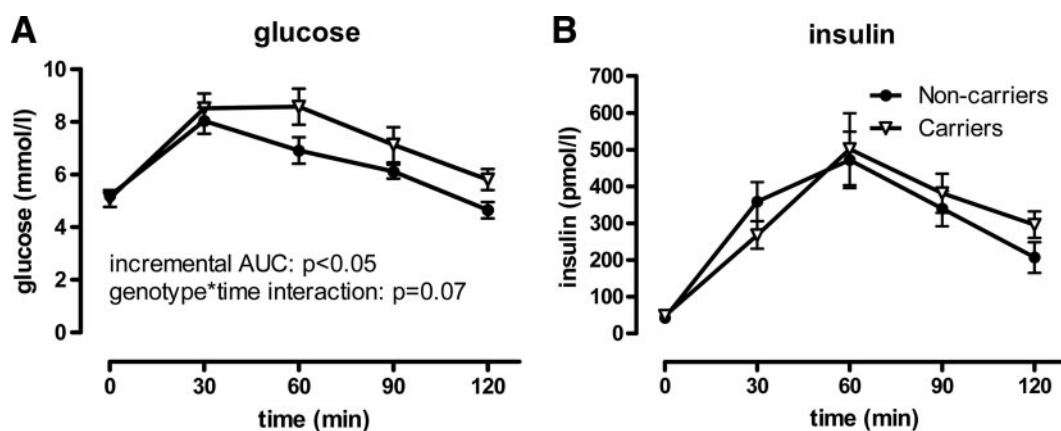 A
glucose
10
8
6
4
2
0
glucose (mmol/l)
incremental AUC: p<0.05
genotype*time interaction: p=0.07
0 30 60 90 120
time (min)
B
insulin
700
600
500
400
300
200
100
0
insulin (pmol/l)
Non-carriers
Carriers
0 30 60 90 120
time (min)